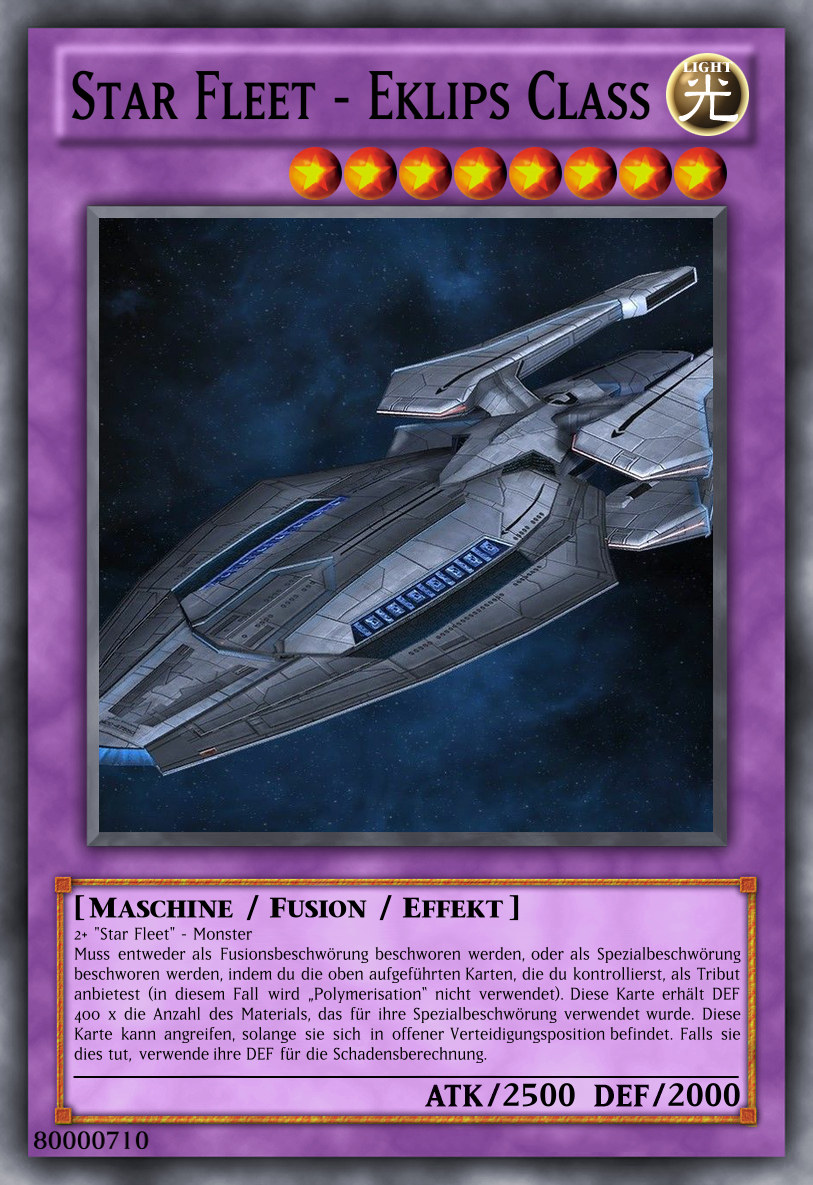 Star Fleet - Eklips Class
LIGHT
光
[ Maschine / Fusion / Effekt ]
2+ "Star Fleet" - Monster
Muss entweder als Fusionsbeschwörung beschworen werden, oder als Spezialbeschwörung
beschworen werden, indem du die oben aufgeführten Karten, die du kontrollierst, als Tribut
anbietest (in diesem Fall wird „Polymerisation" nicht verwendet). Diese Karte erhält DEF
400 x die Anzahl des Materials, das für ihre Spezialbeschwörung verwendet wurde. Diese
Karte kann angreifen, solange sie sich in offener Verteidigungsposition befindet. Falls sie
dies tut, verwende ihre DEF für die Schadensberechnung.
ATK/2500 DEF/2000
80000710